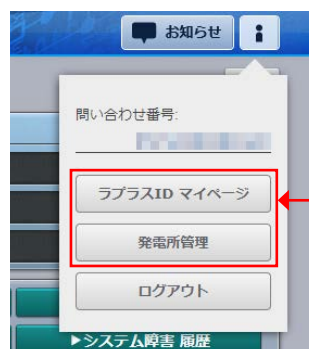 お知らせ
問い合わせ番号:
ラプラスID マイページ
発電所管理
ログアウト
▶システム障害 履歴